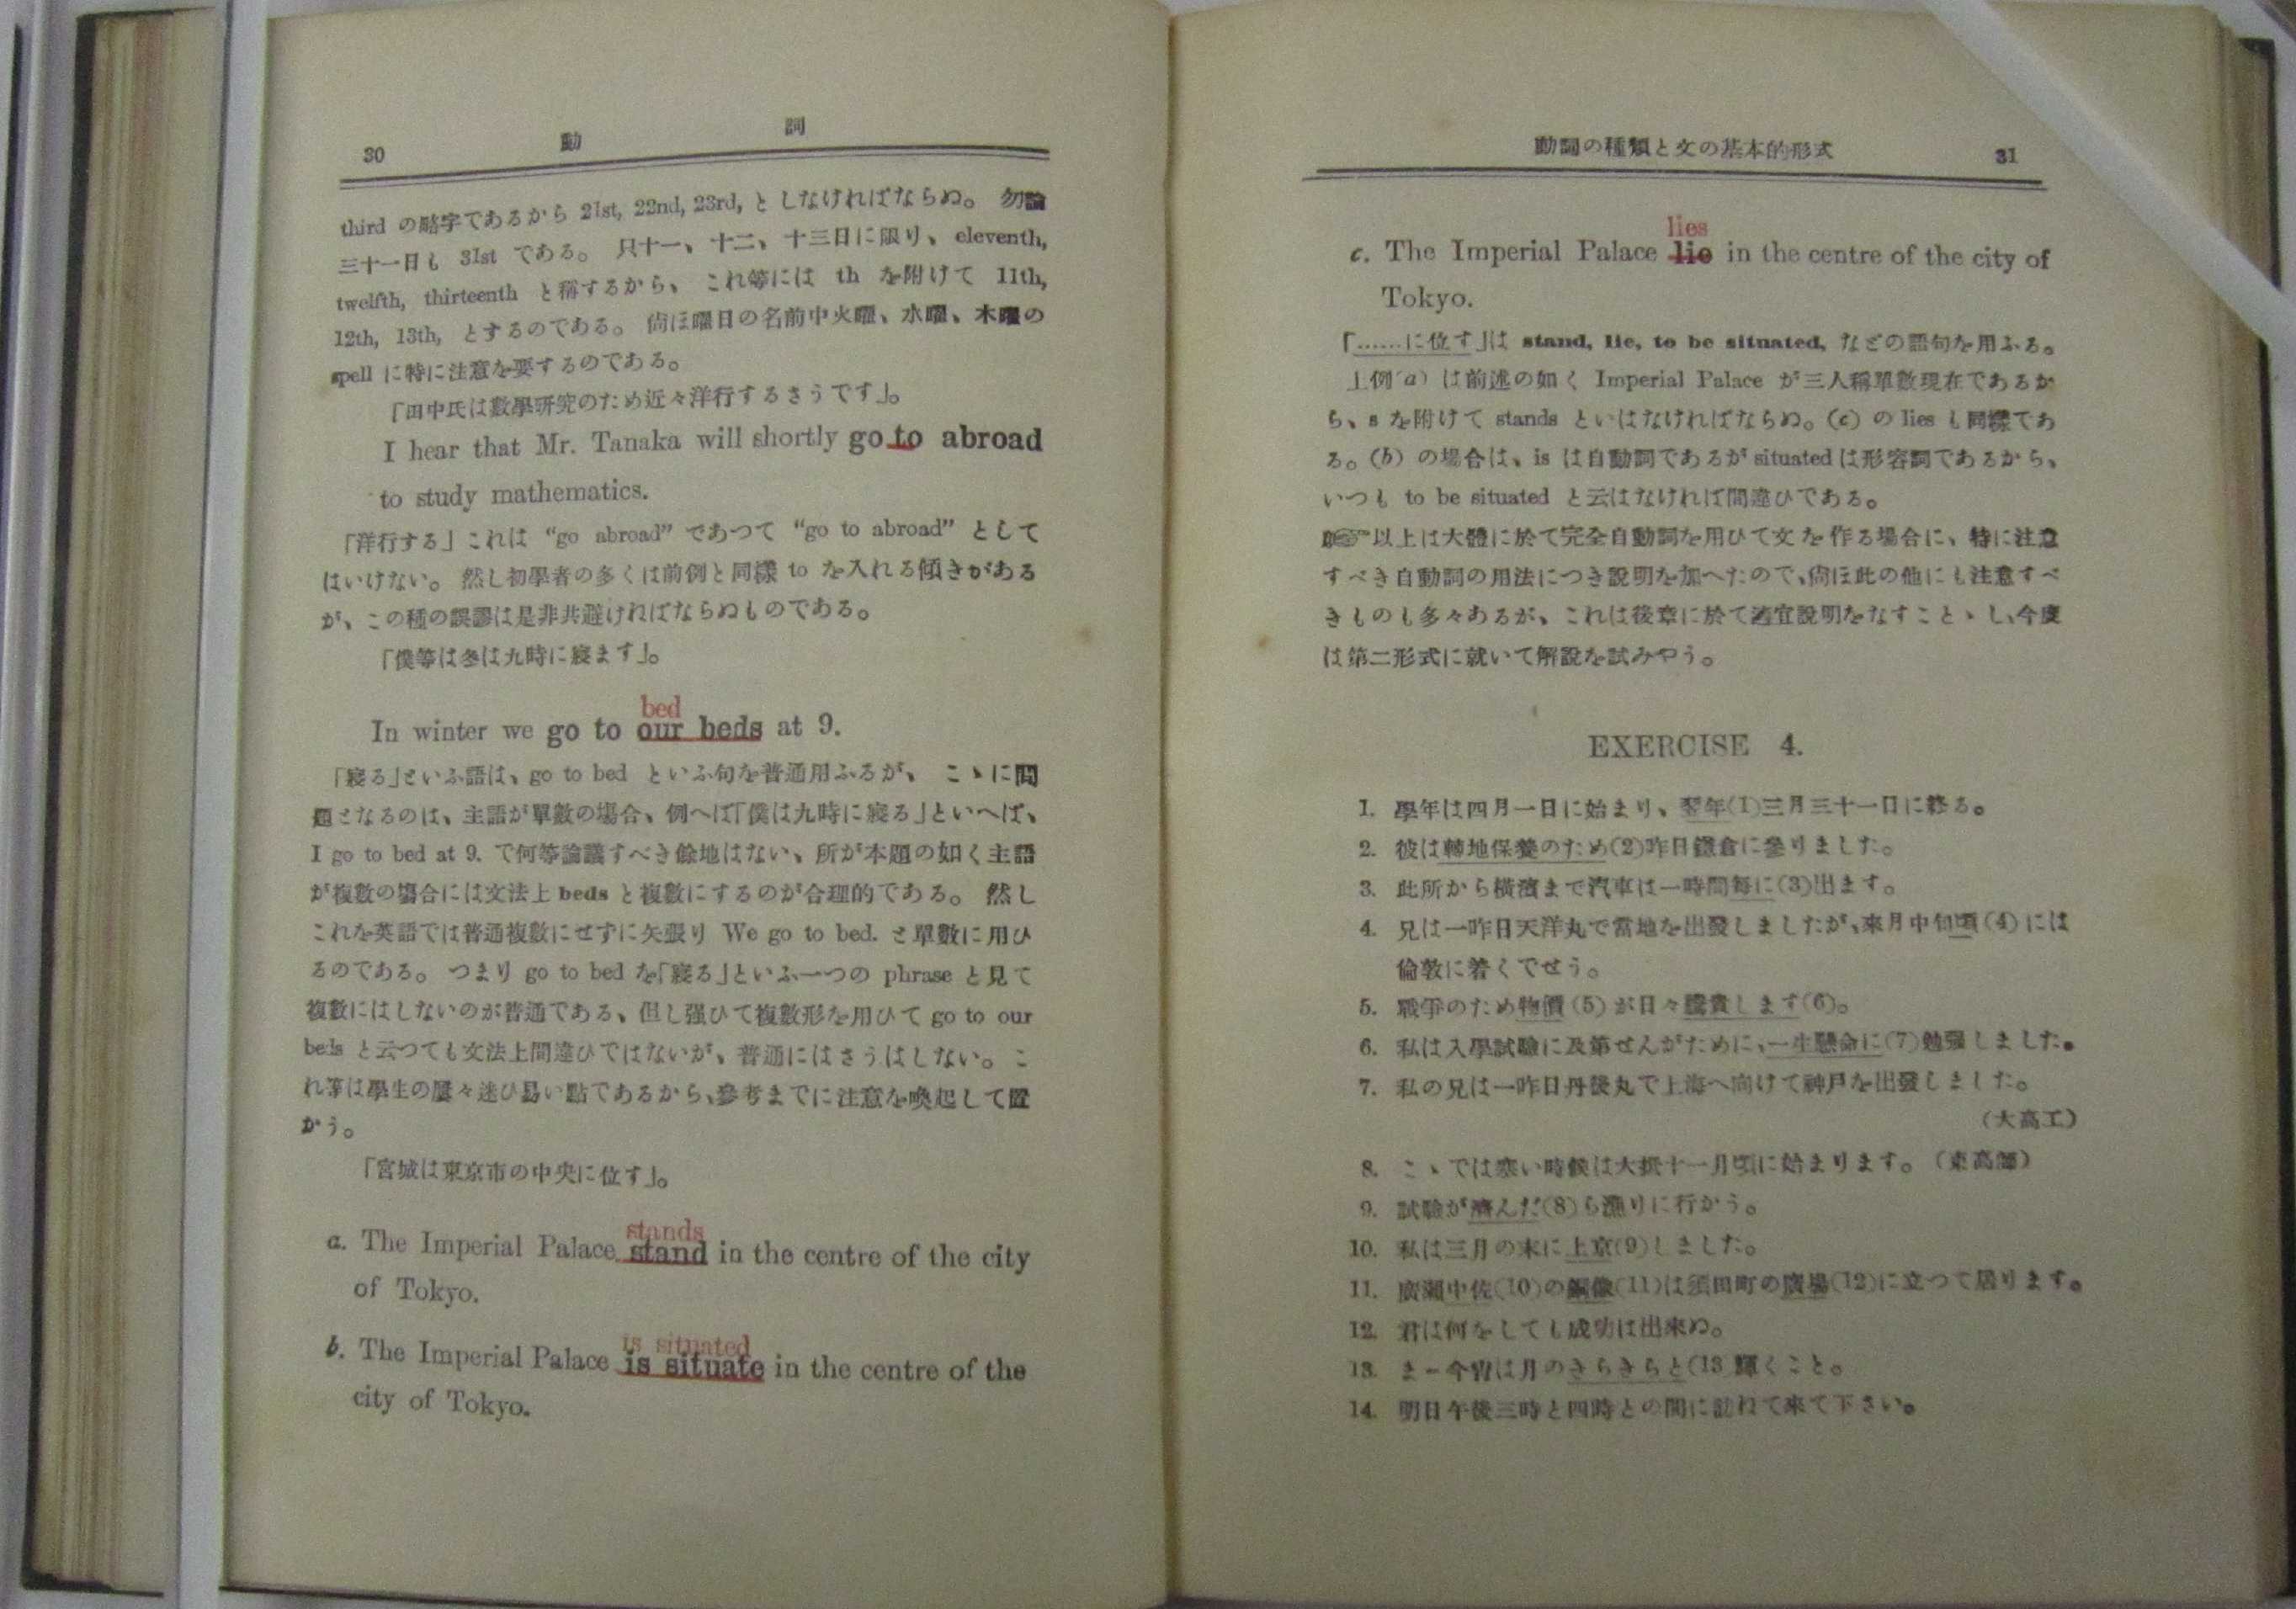 30 動 詞
third の略字であるから 21st, 22nd, 23rd, と しなければならぬ。 勿論
三十一日も 31st である。 只十一、十二、十三日に限り、eleventh,
twelfth, thirteenth と稱するから、 これ等には th を附けて 11th,
12th, 13th, とするのである。 尙ほ曜日の名前中火曜、水曜、木曜の
spell に特に注意を要するのである。
「田中氏は數學硏究のため近々洋行するさうです」。
I hear that Mr. Tanaka will shortly go to abroad
to study mathematics.
「洋行する」これは “go abroad” であつて “go to abroad” として
はいけない。 然し初學者の多くは前例と同樣 to を入れる傾きがある
が、この種の誤謬は是非共避ければならぬものである。
「僕等は冬は九時に寢ます」。
bed
In winter we go to our beds at 9.
「寢る」といふ語は、go to bed といふ句を普通用ふるが、 こゝに問
題となるのは、主語が單數の場合、例へば「僕は九時に寢る」といへば、
I go to bed at 9. で何等論議すべき餘地はない、所が本題の如く主語
が複數の場合には文法上 beds と複數にするのが合理的である。 然し
これを英語では普通複數にせずに矢張り We go to bed. と單數に用ひ
るのである。 つまり go to bed を「寢る」といふ一つの phrase と見て
複數にはしないのが普通である、但し强ひて複數形を用ひて go to our
beds と云つても文法上間違ひではないが、普通にはさうはしない。 こ
れ等は學生の屢々迷ひ易い點であるから、參考までに注意を喚起して置
かう。
「宮城は東京市の中央に位す」。
stands
a. The Imperial Palace stand in the centre of the city
of Tokyo.
is situated
b. The Imperial Palace is situate in the centre of the
city of Tokyo.
動詞の種類と文の基本的形式 31
lies
c. The Imperial Palace lie in the centre of the city of
Tokyo.
「……に位す」は stand, lie, to be situated, などの語句を用ふる。
上例(a) は前述の如く Imperial Palace が三人稱單數現在であるか
ら、s を附けて stands といはなければならぬ。(c) の lies も同樣であ
る。(b) の場合は、is は自動詞であるが situated は形容詞であるから、
いつも to be situated と云はなければ間違ひである。
☞以上は大體に於て完全自動詞を用ひて文を作る場合に、特に注意
すべき自動詞の用法につき說明を加へたので、尙ほ此の他にも注意すべ
きものも多々あるが、これは後章に於て適宜說明をなすことゝし、今度
は第二形式に就いて解說を試みやう。
EXERCISE 4.
1. 學年は四月一日に始まり、翌年(1)三月三十一日に終る。
2. 彼は轉地保養のため(2)昨日鎌倉に參りました。
3. 此所から橫濱まで汽車は一時間每に(3)出ます。
4. 兄は一昨日天洋丸で當地を出發しましたが、來月中旬頃(4)には
倫敦に着くでせう。
5. 戰爭のため物價(5)が日々騰貴します(6)。
6. 私は入學試驗に及第せんがために、一生懸命に(7)勉强しました。
7. 私の兄は一昨日丹後丸で上海へ向けて神戶を出發しました。
(大高工)
8. こゝでは寒い時候は大抵十一月頃に始まります。(東高師)
9. 試驗が濟んだ(8)ら漁りに行かう。
10. 私は三月の末に上京(9)しました。
11. 廣瀨中佐(10)の銅像(11)は須田町の廣場(12)に立つて居ります。
12. 君は何をしても成功は出來ぬ。
13. まー今宵は月のきらきらと(13)輝くこと。
14. 明日午後三時と四時との間に訪ねて來て下さい。